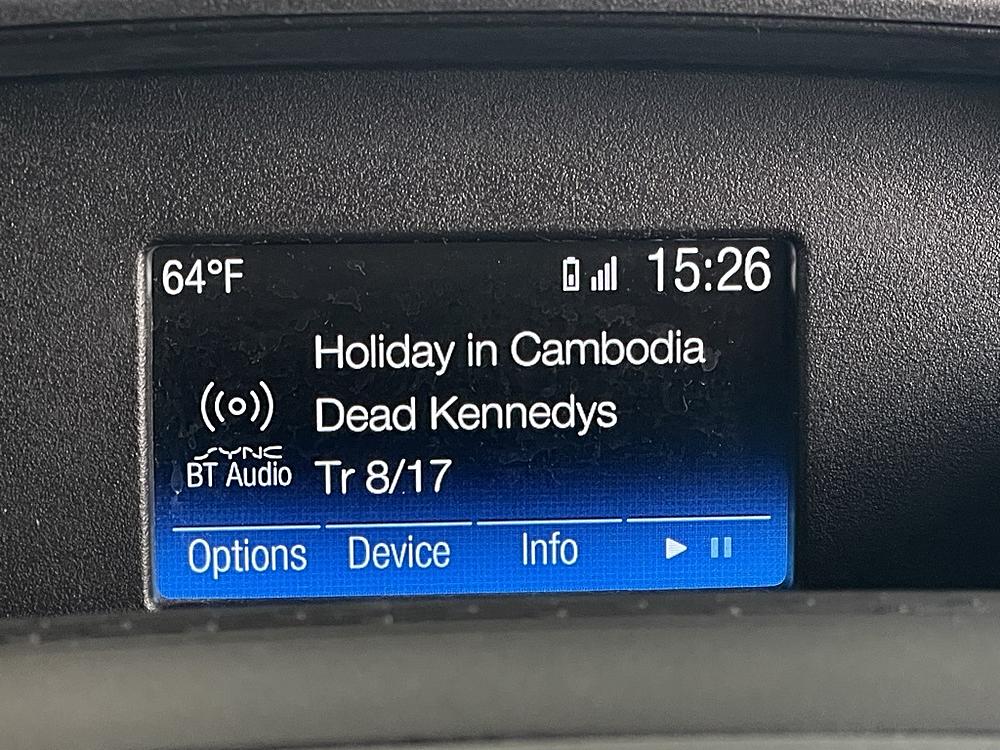 64°F 15:26
Holiday in Cambodia
Dead Kennedys
SYNC
BT Audio
Tr 8/17
Options Device Info